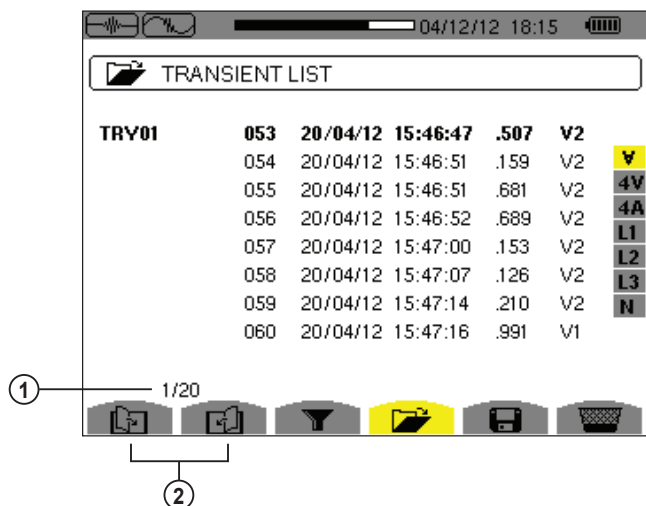 04/12/12 18:15
TRANSIENT LIST
TRY01 053 20/04/12 15:46:47 .507 V2
054 20/04/12 15:46:51 .159 V2
055 20/04/12 15:46:51 .681 V2
056 20/04/12 15:46:52 .689 V2
057 20/04/12 15:47:00 .153 V2
058 20/04/12 15:47:07 .126 V2
059 20/04/12 15:47:14 .210 V2
060 20/04/12 15:47:16 .991 V1
∀
4V
4A
L1
L2
L3
N
1 1/20
2